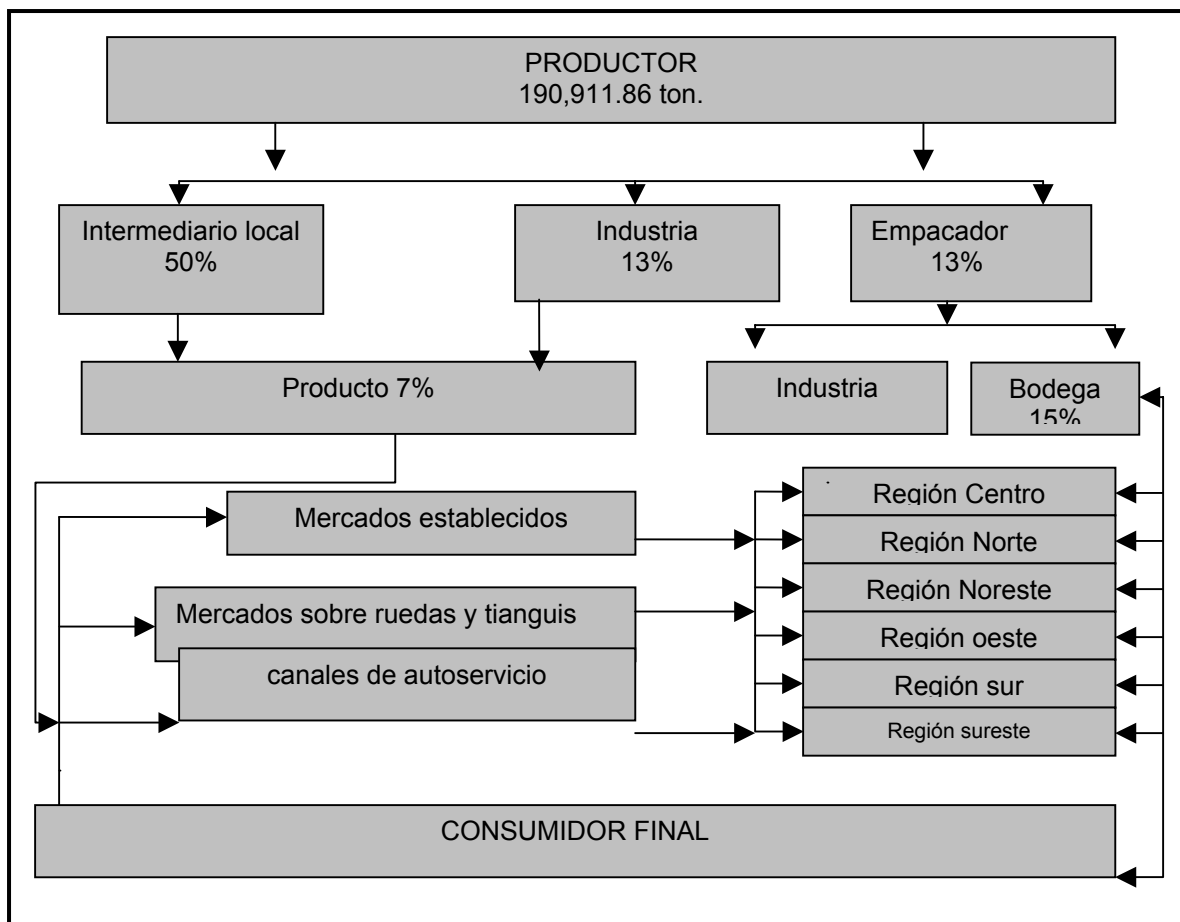 PRODUCTOR
190,911.86 ton.
Intermediario local
50%
Industria
13%
Empacador
13%
Producto 7%
Industria
Bodega
15%
Mercados establecidos
Mercados sobre ruedas y tianguis
canales de autoservicio
Región Centro
Región Norte
Región Noreste
Región oeste
Región sur
Región sureste
CONSUMIDOR FINAL